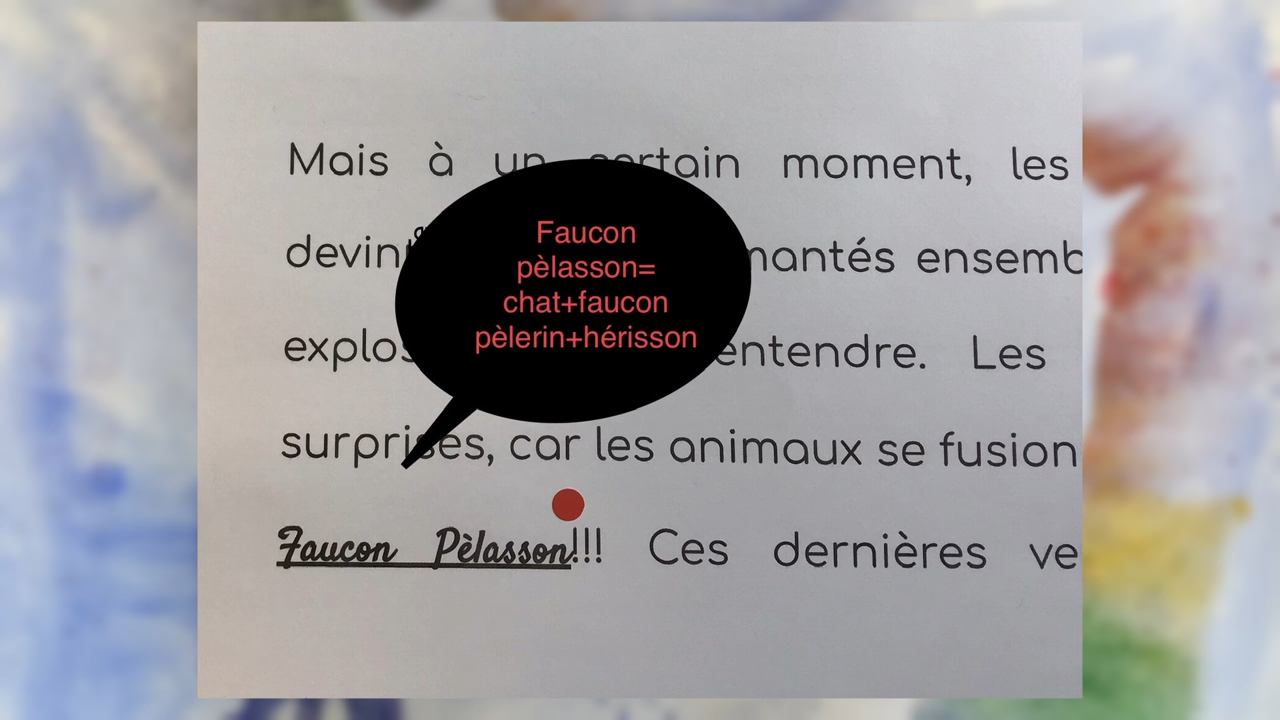 Mais à un certain moment, les
devin
mantés ensemb
explos
entendre. Les
surprises, car les animaux se fusion
Faucon Pèlasson!!! Ces dernières ve
Faucon
pèlasson=
chat+faucon
pèlerin+hérisson